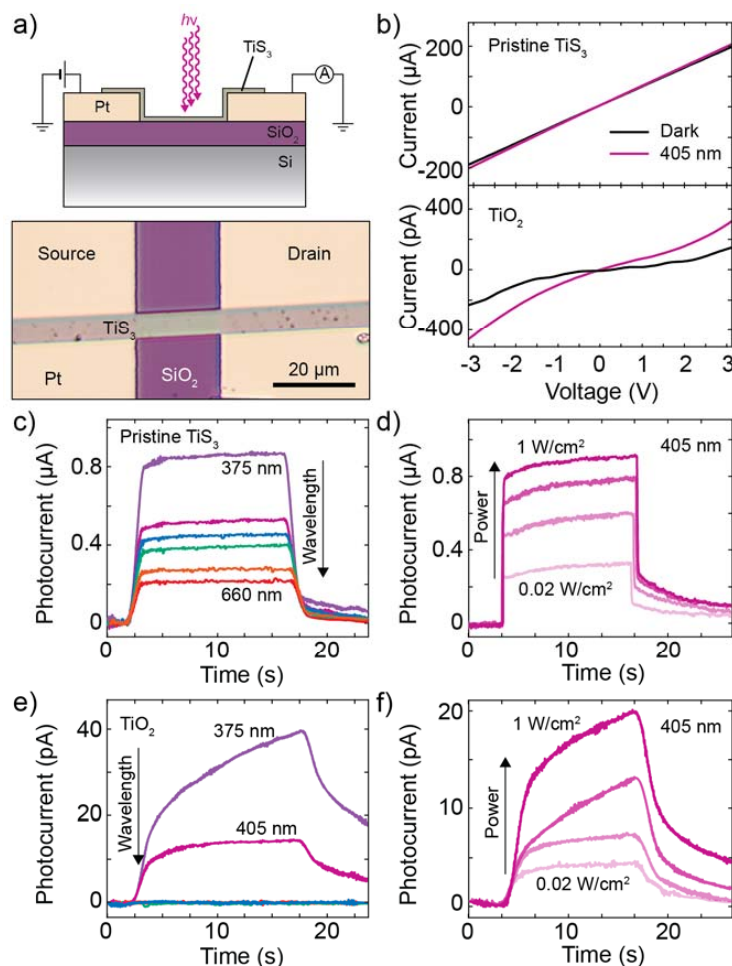 a)
hν
TiS3
A
Pt
SiO2
Si
Source
Drain
TiS3
Pt
SiO2
20 µm
b)
200
Pristine TiS3
0
Dark
405 nm
-200
Current (µA)
400
TiO2
0
-400
Current (pA)
-3 -2 -1 0 1 2 3
Voltage (V)
c)
Pristine TiS3
0.8
375 nm
0.4
660 nm
0
Photocurrent (µA)
Wavelength
0 10 20
Time (s)
d)
1 W/cm²
405 nm
0.8
Power
0.4
0.02 W/cm²
0
Photocurrent (µA)
0 10 20
Time (s)
e)
TiO2
40
375 nm
Wavelength
20
405 nm
0
Photocurrent (pA)
0 10 20
Time (s)
f)
20
1 W/cm²
405 nm
10
Power
0.02 W/cm²
0
Photocurrent (pA)
0 10 20
Time (s)